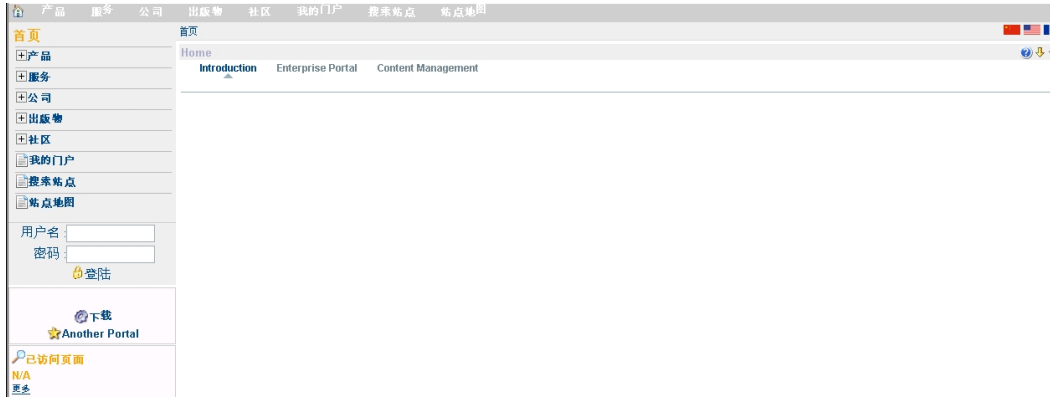 产品 服务 公司 出版物 社区 我的门户 搜索站点 站点地图
首页
首页
产品
服务
公司
出版物
社区
我的门户
搜索站点
站点地图
用户名:
密码:
登陆
下载
Another Portal
已访问页面
N/A
更多
Home
Introduction Enterprise Portal Content Management